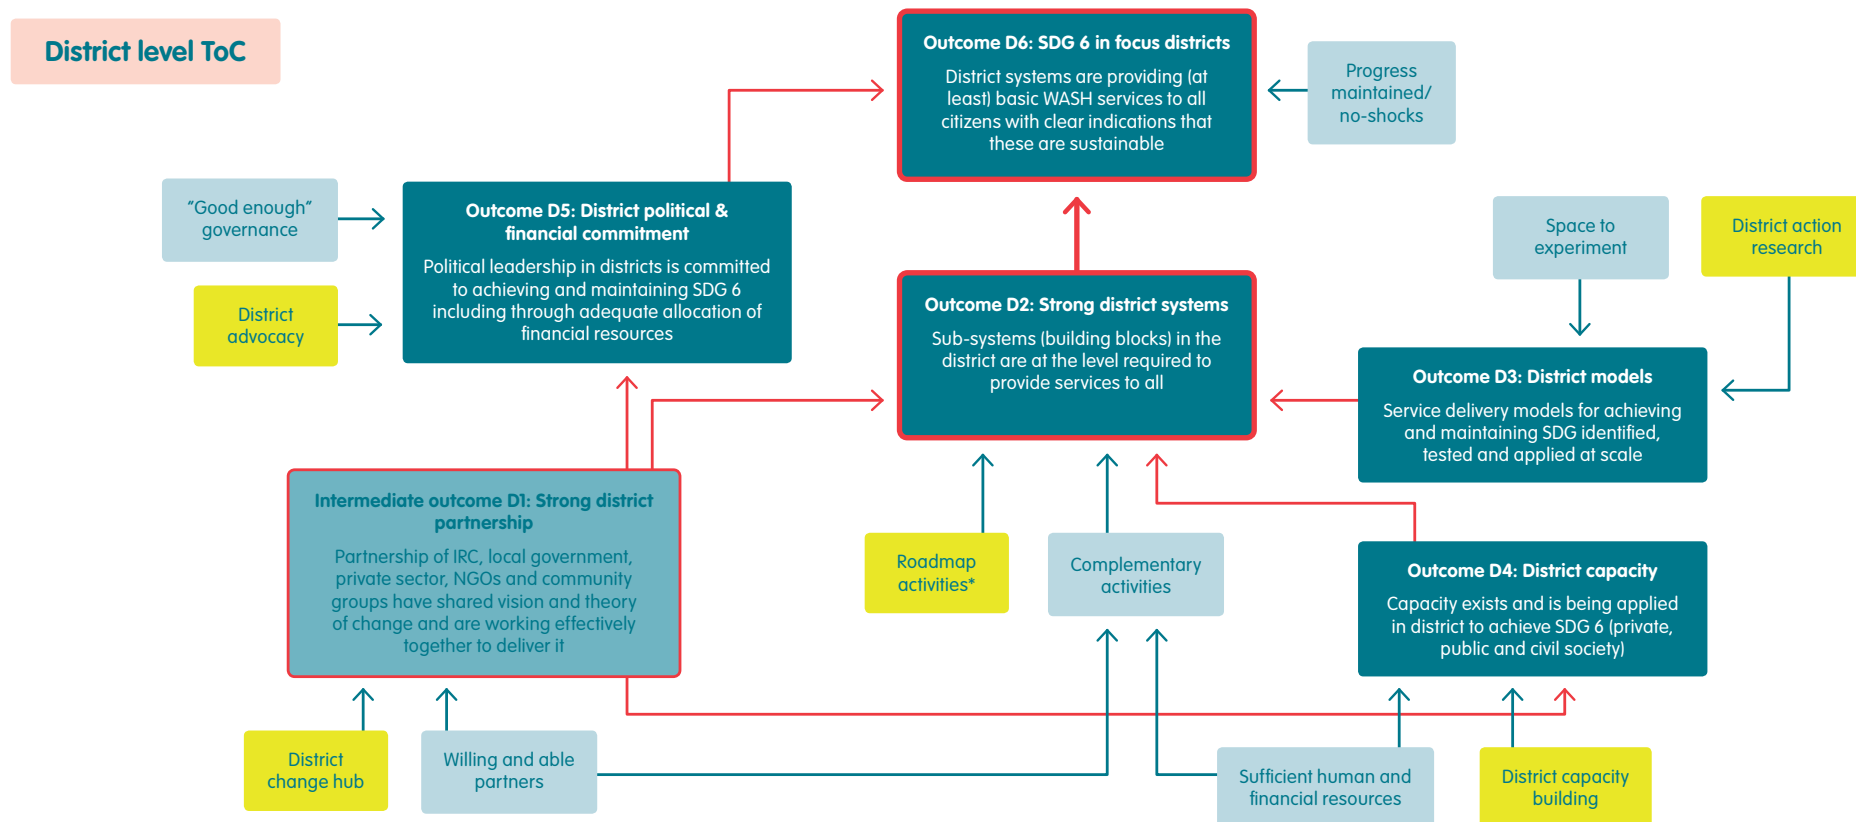 District level ToC
Outcome D6: SDG 6 in focus districts
District systems are providing (at
least) basic WASH services to all
citizens with clear indications that
these are sustainable
Progress
maintained/
no-shocks
“Good enough”
governance
District
advocacy
Outcome D5: District political &
financial commitment
Political leadership in districts is committed
to achieving and maintaining SDG 6
including through adequate allocation of
financial resources
Outcome D2: Strong district systems
Sub-systems (building blocks) in the
district are at the level required to
provide services to all
Space to
experiment
District action
research
Outcome D3: District models
Service delivery models for achieving
and maintaining SDG identified,
tested and applied at scale
Intermediate outcome D1: Strong district
partnership
Partnership of IRC, local government,
private sector, NGOs and community
groups have shared vision and theory
of change and are working effectively
together to deliver it
Roadmap
activities*
Complementary
activities
Outcome D4: District capacity
Capacity exists and is being applied
in district to achieve SDG 6 (private,
public and civil society)
District
change hub
Willing and able
partners
Sufficient human and
financial resources
District capacity
building